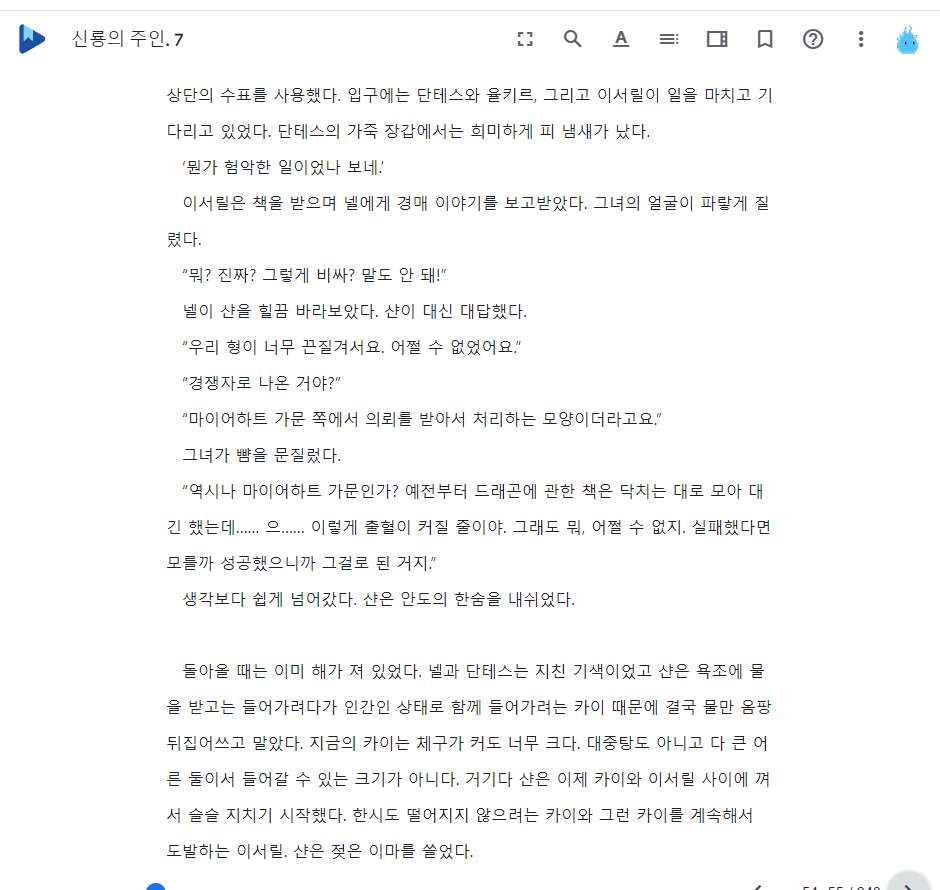 신룡의 주인. 7
상단의 수표를 사용했다. 입구에는 단테스와 율키르, 그리고 이서릴이 일을 마치고 기
다리고 있었다. 단테스의 가죽 장갑에서는 희미하게 피 냄새가 났다.
‘뭔가 험악한 일이었나 보네.’
이서릴은 책을 받으며 넬에게 경매 이야기를 보고받았다. 그녀의 얼굴이 파랗게 질
렸다.
“뭐? 진짜? 그렇게 비싸? 말도 안 돼!”
넬이 샨을 힐끔 바라보았다. 샨이 대신 대답했다.
“우리 형이 너무 끈질겨서요. 어쩔 수 없었어요.”
“경쟁자로 나온 거야?”
“마이어하트 가문 쪽에서 의뢰를 받아서 처리하는 모양이더라고요.”
그녀가 뺨을 문질렀다.
“역시나 마이어하트 가문인가? 예전부터 드래곤에 관한 책은 닥치는 대로 모아 대
긴 했는데…… 으…… 이렇게 출혈이 커질 줄이야. 그래도 뭐, 어쩔 수 없지. 실패했다면
모를까 성공했으니까 그걸로 된 거지.”
생각보다 쉽게 넘어갔다. 샨은 안도의 한숨을 내쉬었다.
돌아올 때는 이미 해가 져 있었다. 넬과 단테스는 지친 기색이었고 샨은 욕조에 물
을 받고는 들어가려다가 인간인 상태로 함께 들어가려는 카이 때문에 결국 물만 옴팡
뒤집어쓰고 말았다. 지금의 카이는 체구가 커도 너무 크다. 대중탕도 아니고 다 큰 어
른 둘이서 들어갈 수 있는 크기가 아니다. 거기다 샨은 이제 카이와 이서릴 사이에 껴
서 슬슬 지치기 시작했다. 한시도 떨어지지 않으려는 카이와 그런 카이를 계속해서
도발하는 이서릴. 샨은 젖은 이마를 쓸었다.